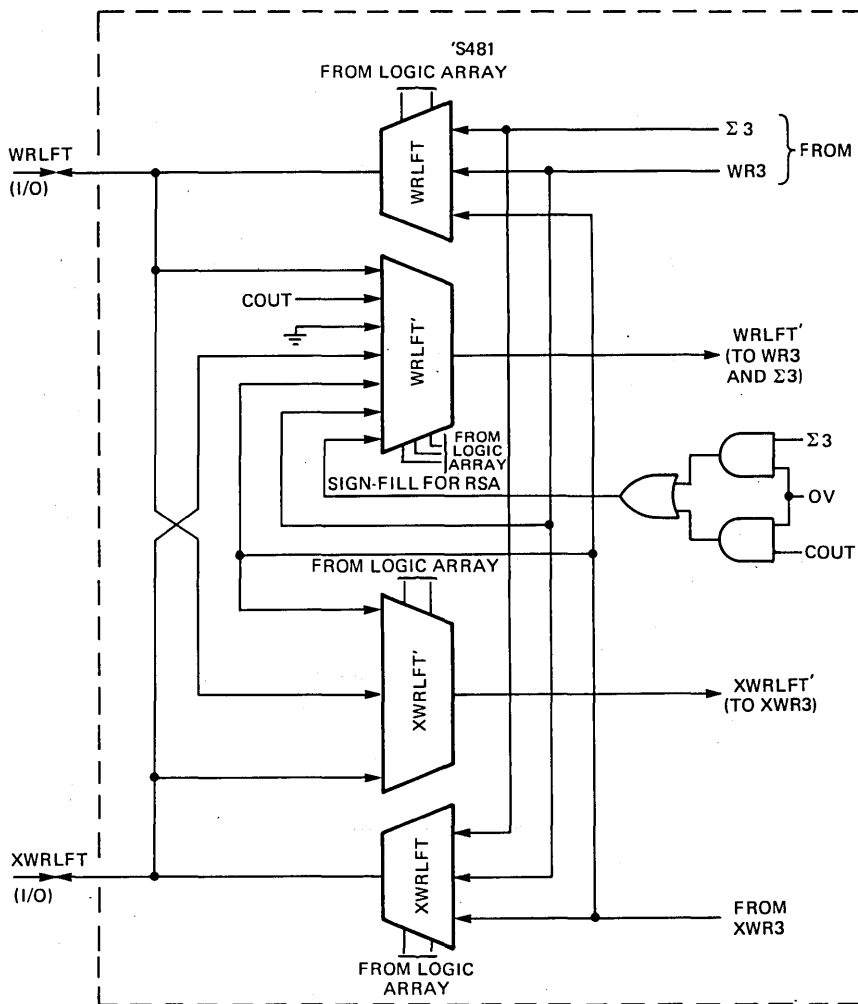 'S481
FROM LOGIC ARRAY
Σ 3
WR3
FROM
WRLFT
(I/O)
WRLFT
COUT
WRLFT'
WRLFT'
(TO WR3
AND Σ3)
FROM
LOGIC
ARRAY
SIGN-FILL FOR RSA
Σ3
OV
COUT
FROM LOGIC ARRAY
XWRLFT'
XWRLFT'
(TO XWR3)
XWRLFT
(I/O)
XWRLFT
FROM
XWR3
FROM LOGIC
ARRAY